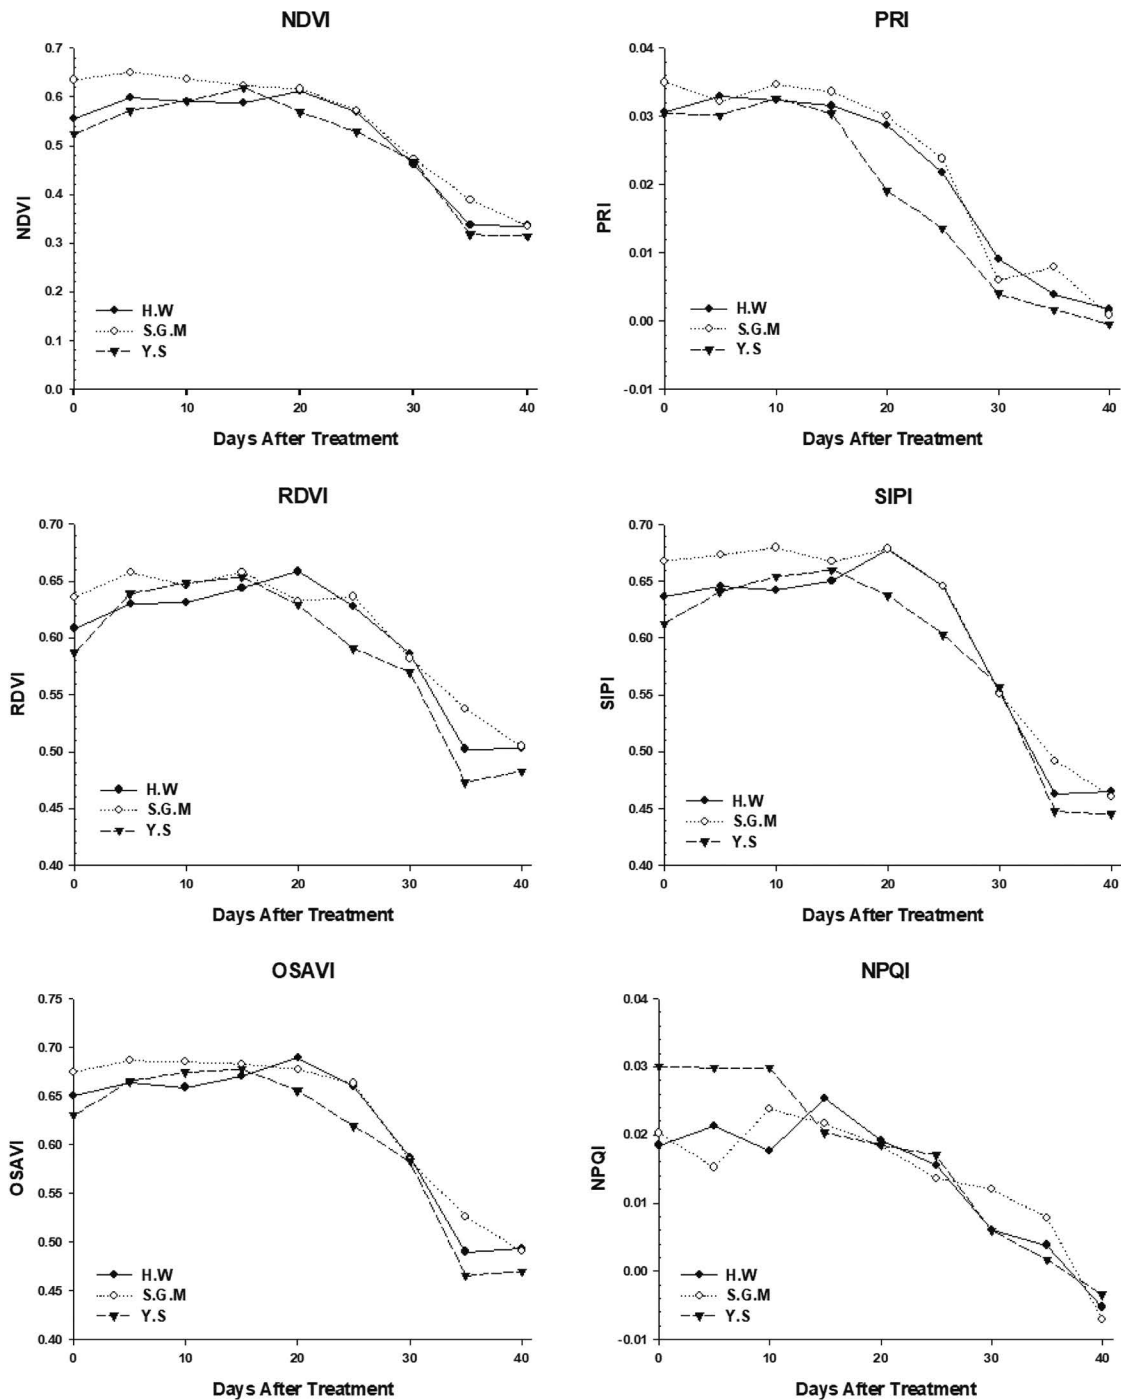 NDVI
0.7
0.6
0.5
0.4
0.3
0.2
0.1
0.0
NDVI
H.W
S.G.M
Y.S
0 10 20 30 40
Days After Treatment
PRI
0.04
0.03
0.02
0.01
0.00
-0.01
PRI
H.W
S.G.M
Y.S
0 10 20 30 40
Days After Treatment
RDVI
0.70
0.65
0.60
0.55
0.50
0.45
0.40
RDVI
H.W
S.G.M
Y.S
0 10 20 30 40
Days After Treatment
SIPI
0.70
0.65
0.60
0.55
0.50
0.45
0.40
SIPI
H.W
S.G.M
Y.S
0 10 20 30 40
Days After Treatment
OSAVI
0.75
0.70
0.65
0.60
0.55
0.50
0.45
0.40
OSAVI
H.W
S.G.M
Y.S
0 10 20 30 40
Days After Treatment
NPQI
0.04
0.03
0.02
0.01
0.00
-0.01
NPQI
H.W
S.G.M
Y.S
0 10 20 30 40
Days After Treatment